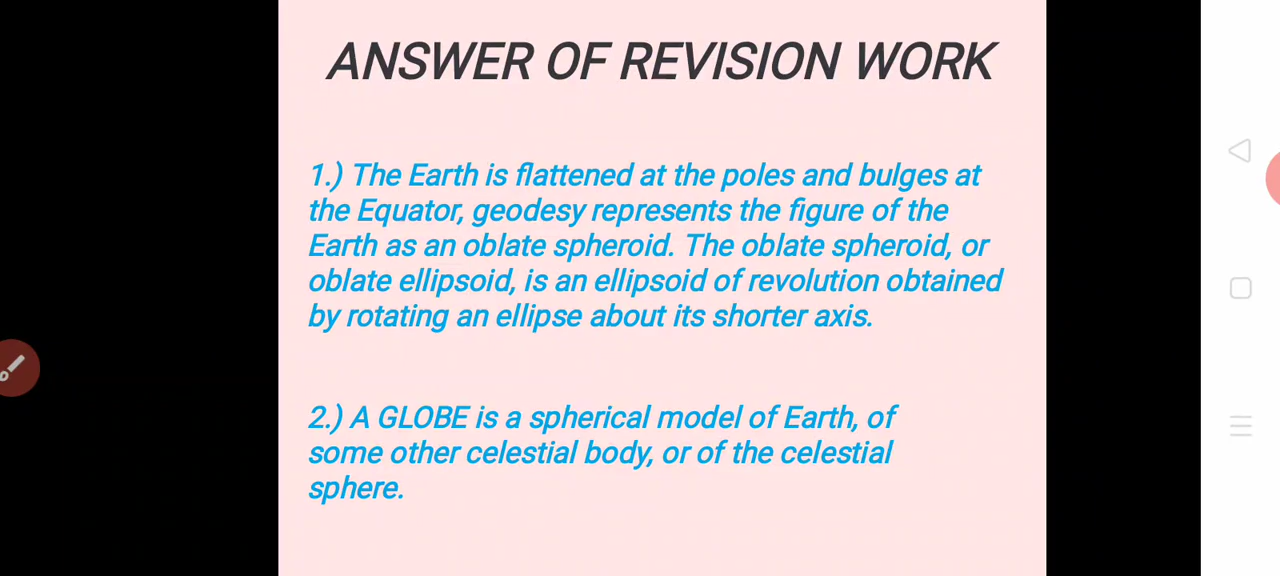 ANSWER OF REVISION WORK
1.) The Earth is flattened at the poles and bulges at
the Equator, geodesy represents the figure of the
Earth as an oblate spheroid. The oblate spheroid, or
oblate ellipsoid, is an ellipsoid of revolution obtained
by rotating an ellipse about its shorter axis.
2.) A GLOBE is a spherical model of Earth, of
some other celestial body, or of the celestial
sphere.